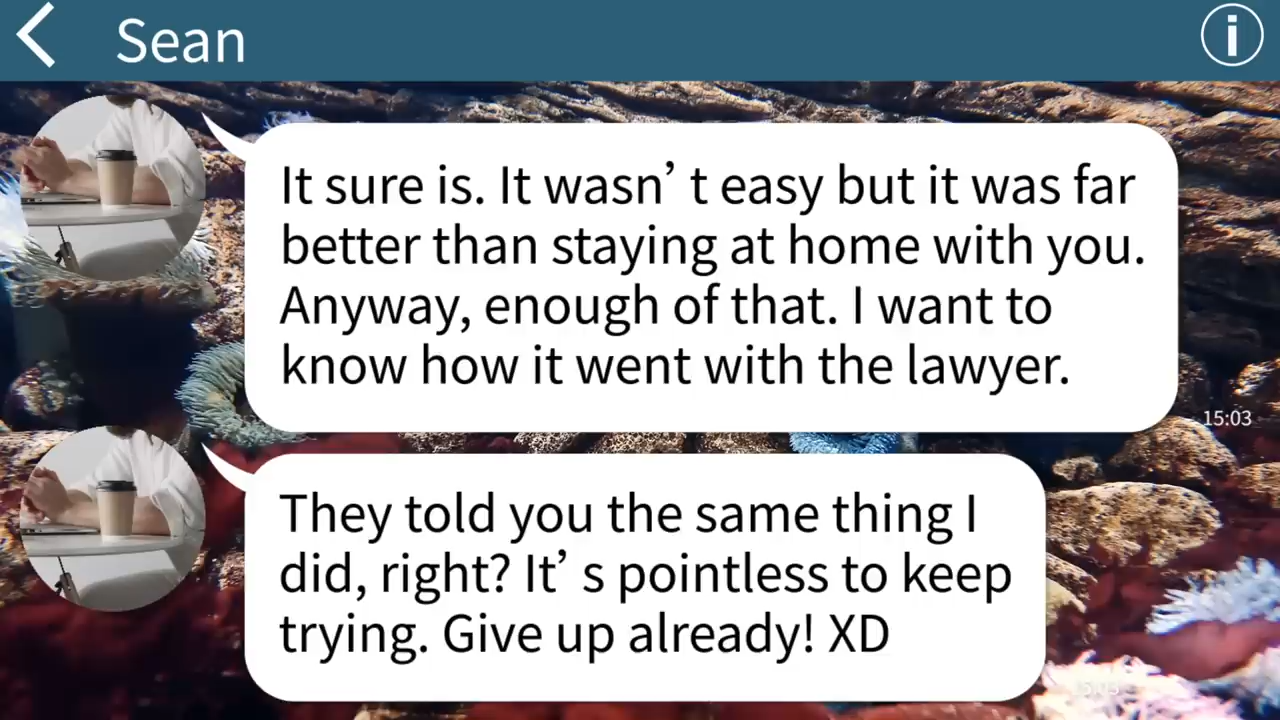 Sean
It sure is. It wasn’t easy but it was far
better than staying at home with you.
Anyway, enough of that. I want to
know how it went with the lawyer.
15:03
They told you the same thing I
did, right? It’s pointless to keep
trying. Give up already! XD